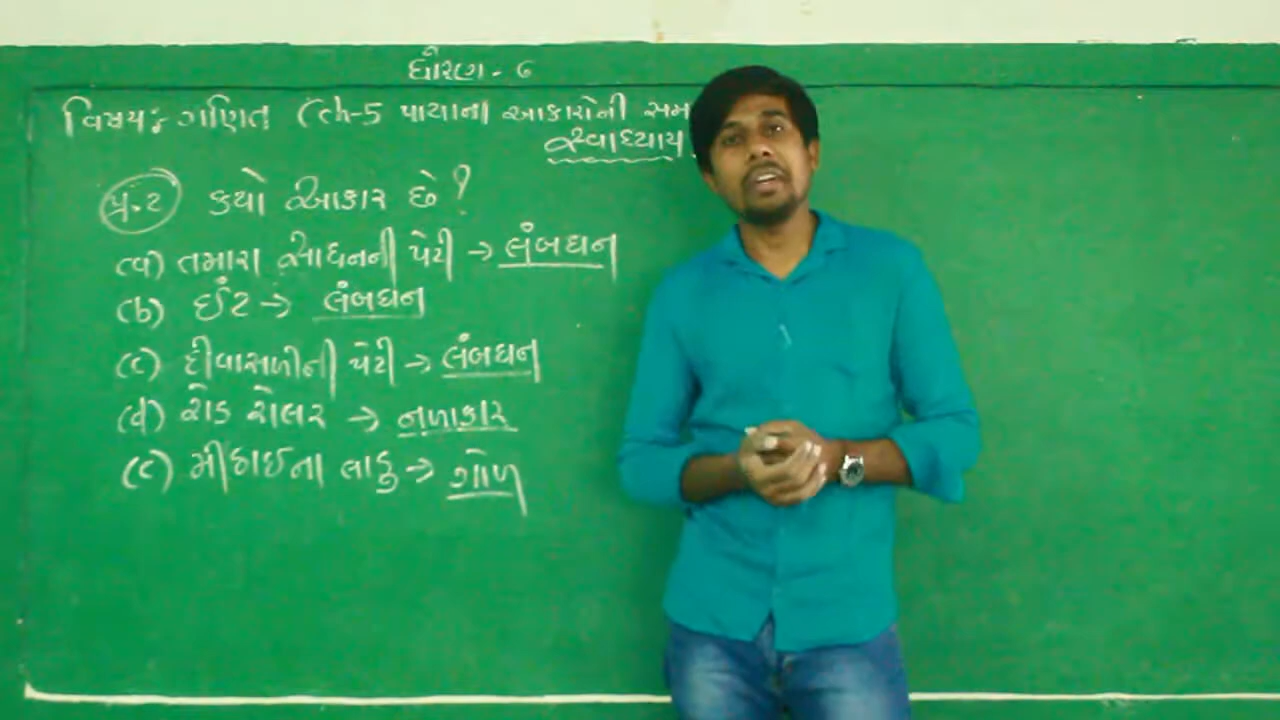 ધોરણ - ૬
વિષય :- ગણિત (Ch-5 પાયાના આકારોની સમ
સ્વાધ્યાય
પ્ર.૨ કયો આકાર છે ?
(a) તમારા સાધનની પેટી → લંબઘન
(b) ઈંટ → લંબઘન
(c) દીવાસળીની પેટી → લંબઘન
(d) રોડ રોલર → નળાકાર
(e) મીઠાઈના લાડુ → ગોળ